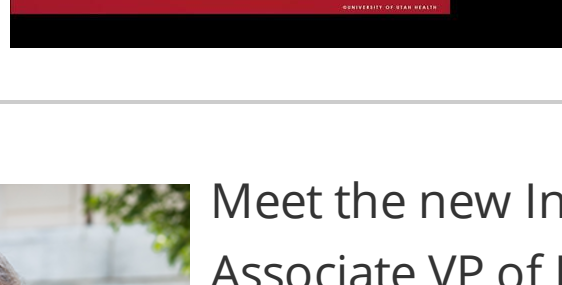 ©UNIVERSITY OF UTAH HEALTH
Meet the new In
Associate VP of